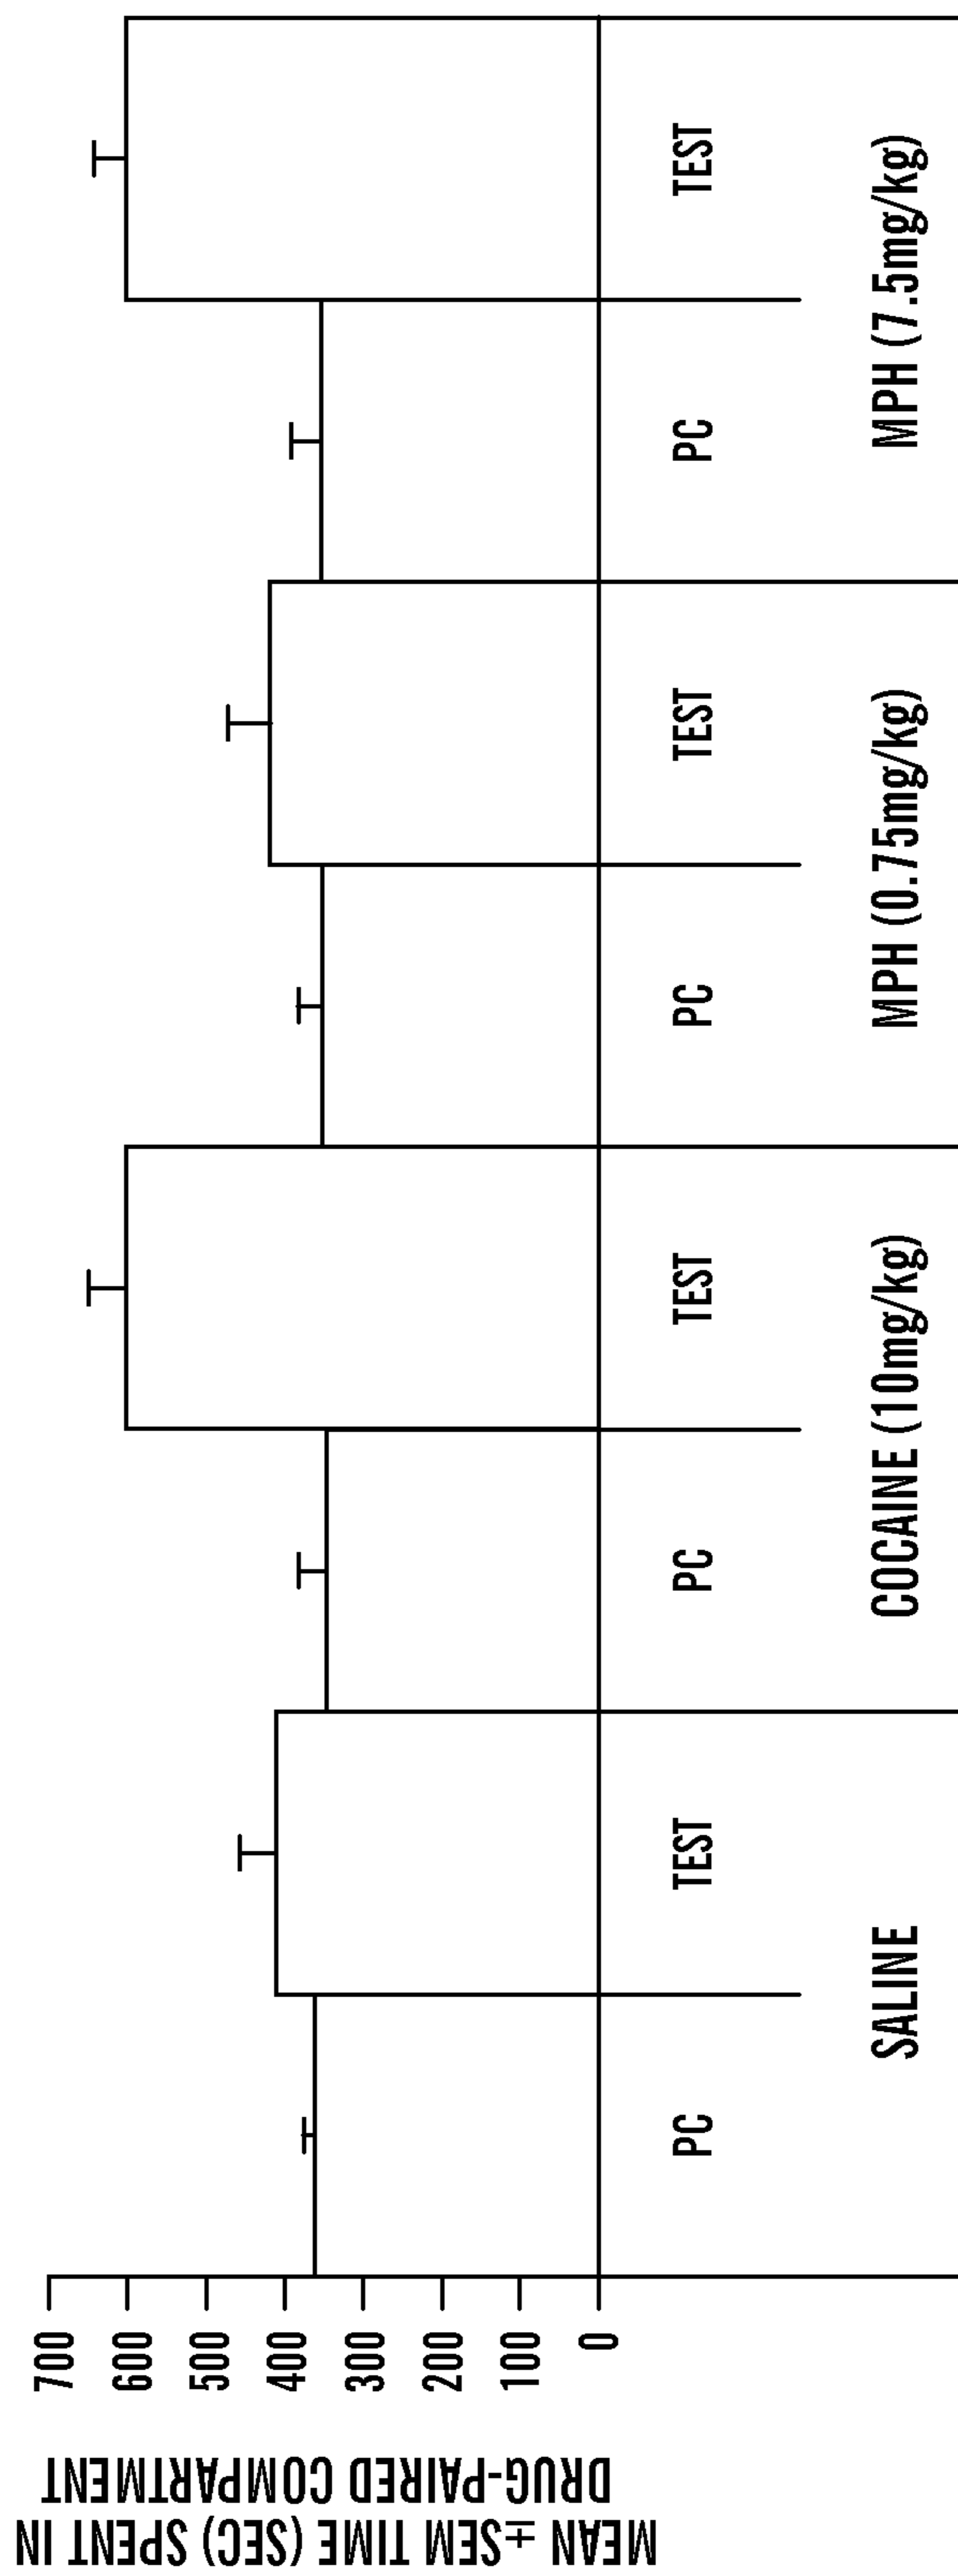 MEAN ±SEM TIME (SEC) SPENT IN
DRUG-PAIRED COMPARTMENT
700
600
500
400
300
200
100
0
PC
TEST
PC
TEST
PC
TEST
PC
TEST
SALINE
COCAINE (10mg/kg)
MPH (0.75mg/kg)
MPH (7.5mg/kg)